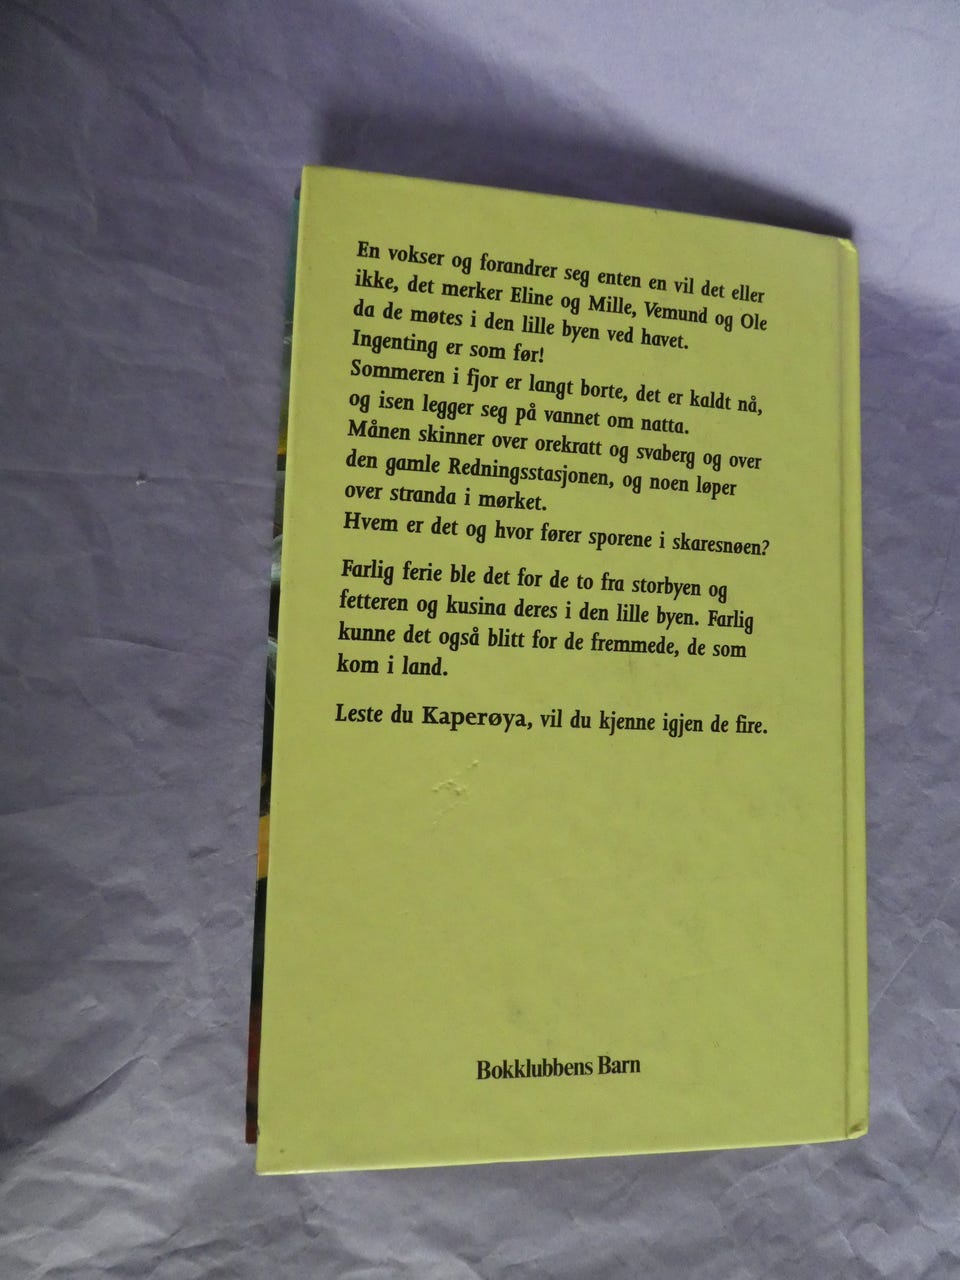 En vokser og forandrer seg enten en vil det eller
ikke, det merker Eline og Mille, Vemund og Ole
da de møtes i den lille byen ved havet.
Ingenting er som før!
Sommeren i fjor er langt borte, det er kaldt nå,
og isen legger seg på vannet om natta.
Månen skinner over orekratt og svaberg og over
den gamle Redningsstasjonen, og noen løper
over stranda i mørket.
Hvem er det og hvor fører sporene i skaresnøen?
Farlig ferie ble det for de to fra storbyen og
fetteren og kusina deres i den lille byen. Farlig
kunne det også blitt for de fremmede, de som
kom i land.
Leste du Kaperøya, vil du kjenne igjen de fire.
Bokklubbens Barn